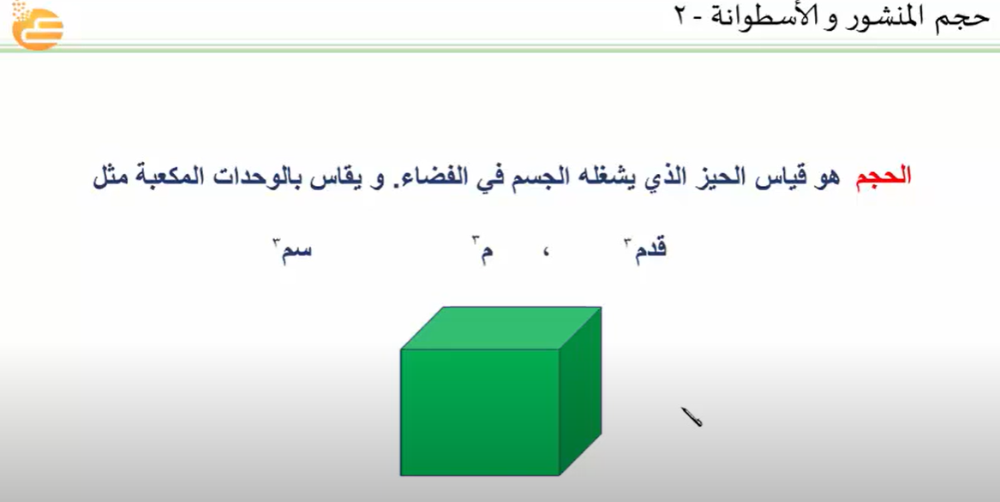 حجم المنشور و الأسطوانة - ٢
الحجم هو قياس الحيز الذي يشغله الجسم في الفضاء. و يقاس بالوحدات المكعبة مثل
قدم٣ ، م٣ سم٣